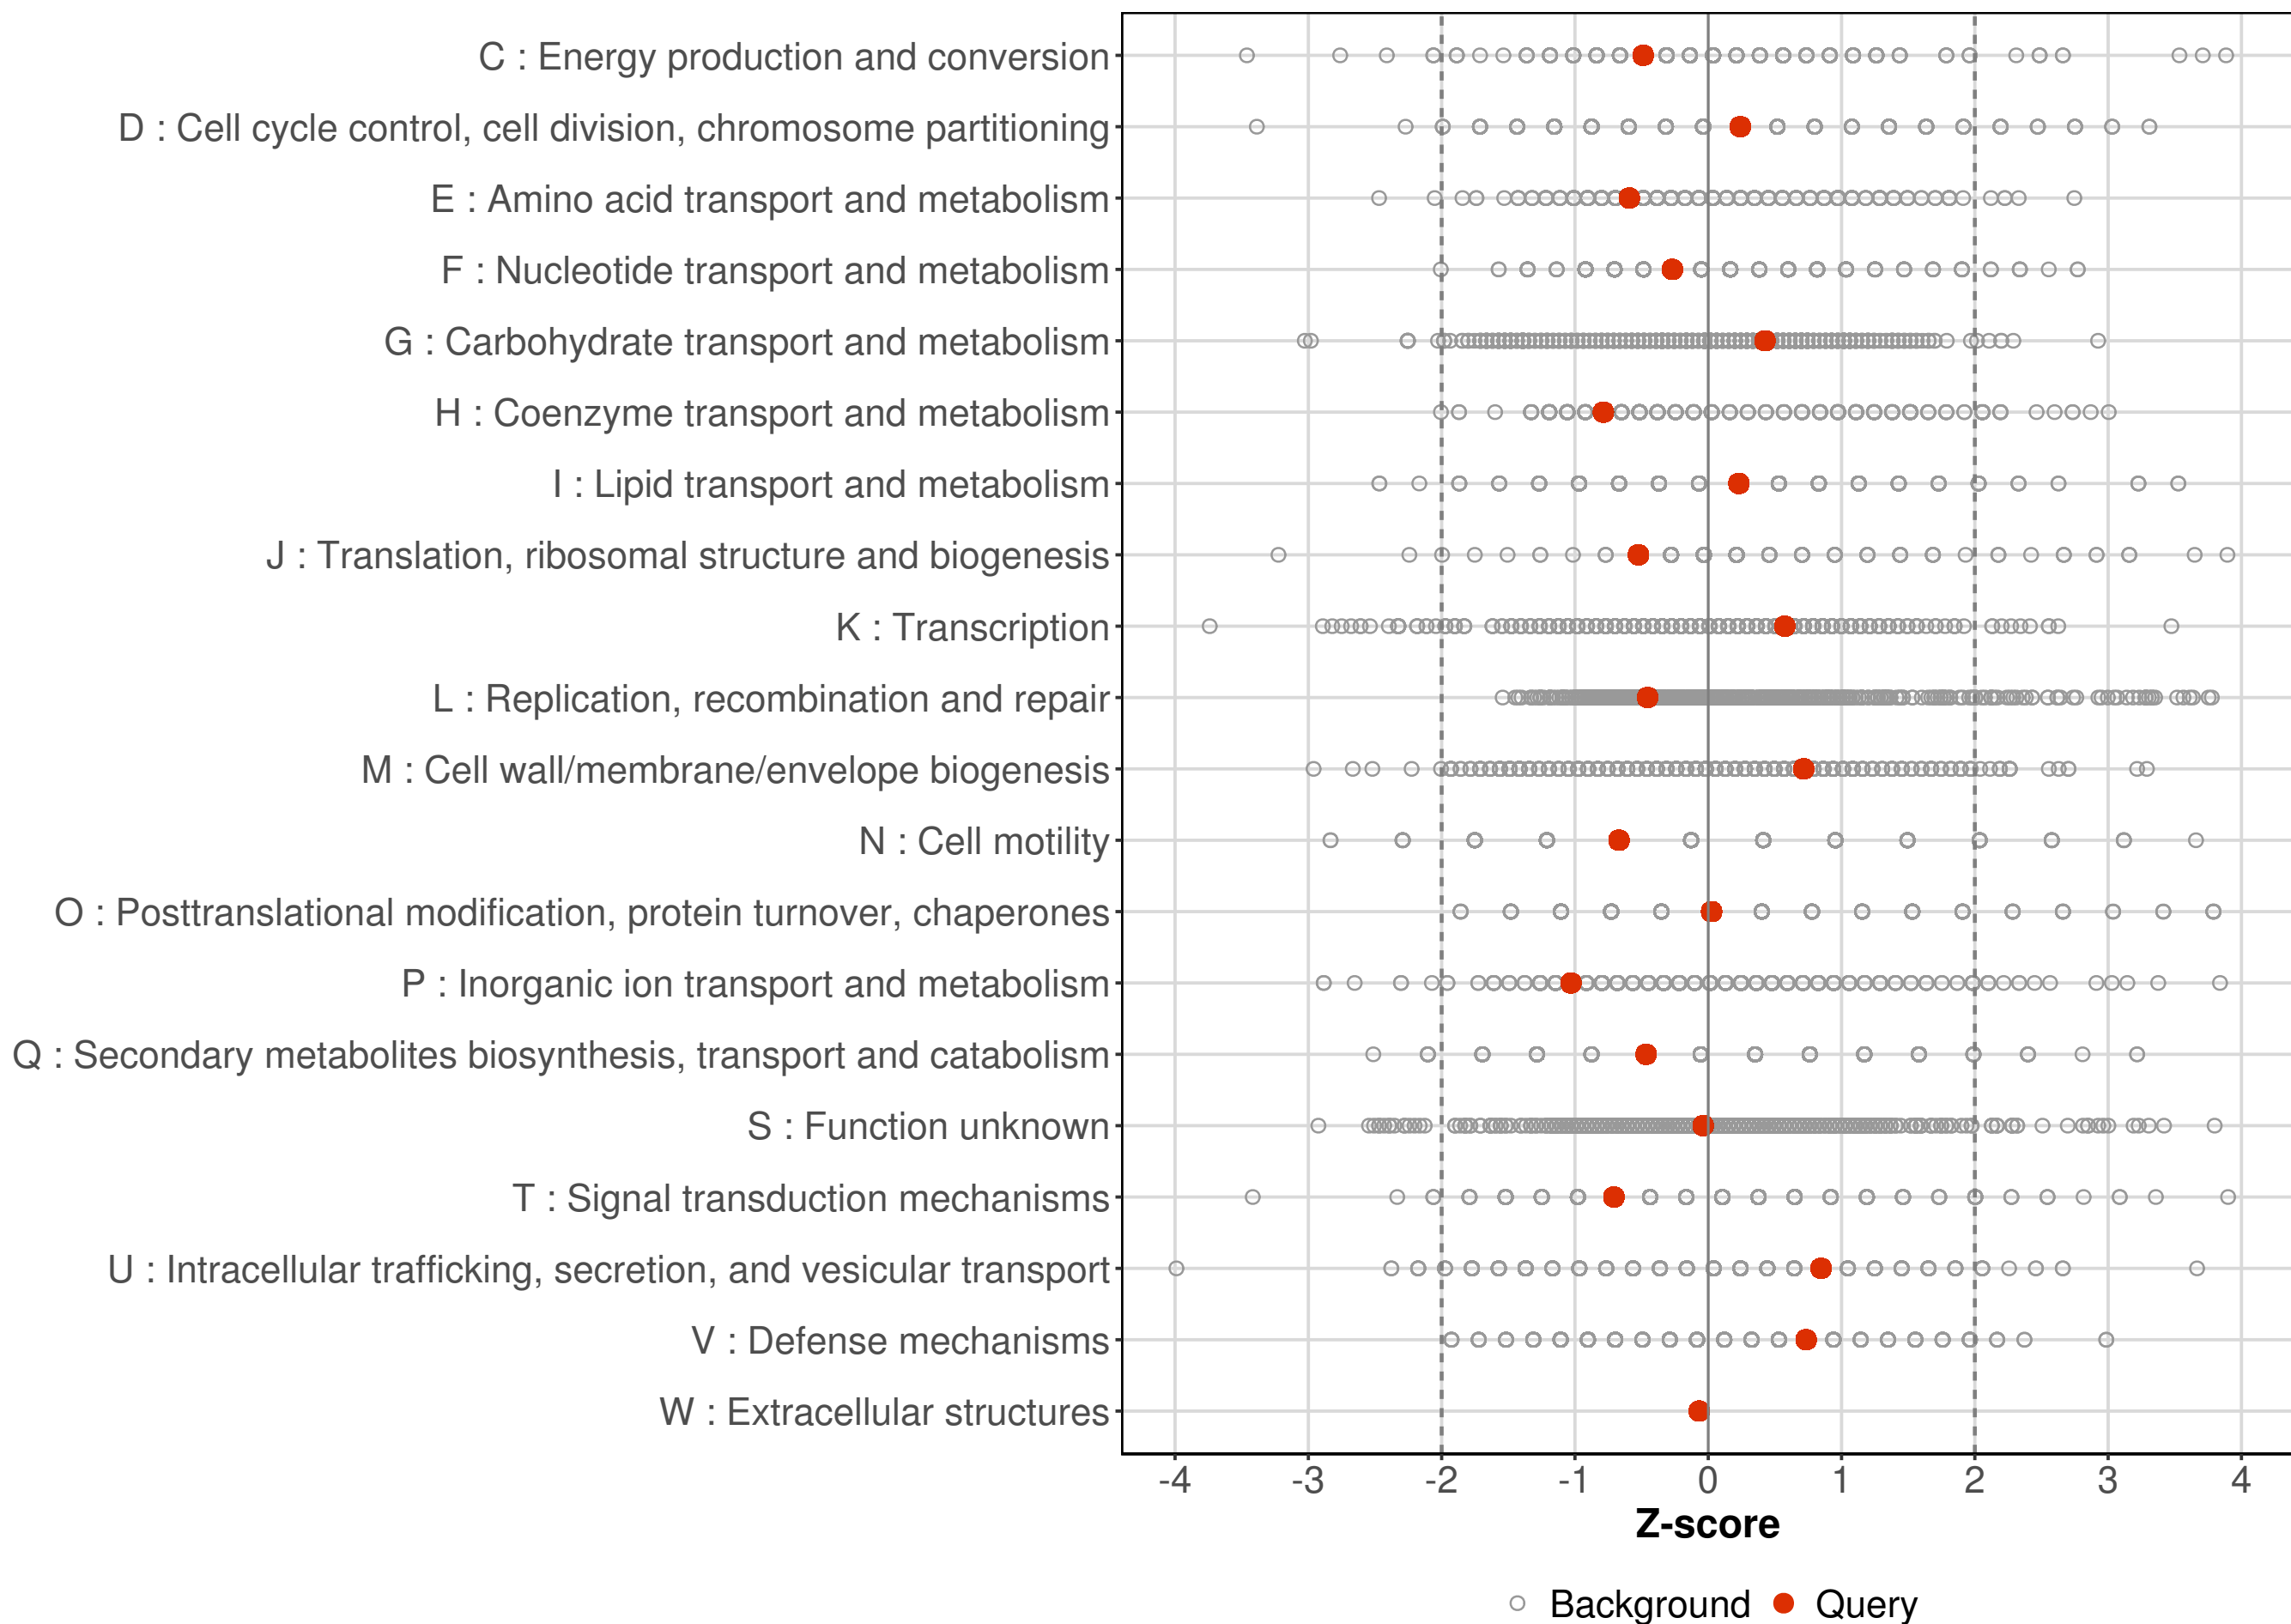 C : Energy production and conversion
D : Cell cycle control, cell division, chromosome partitioning
E : Amino acid transport and metabolism
F : Nucleotide transport and metabolism
G : Carbohydrate transport and metabolism
H : Coenzyme transport and metabolism
I : Lipid transport and metabolism
J : Translation, ribosomal structure and biogenesis
K : Transcription
L : Replication, recombination and repair
M : Cell wall/membrane/envelope biogenesis
N : Cell motility
O : Posttranslational modification, protein turnover, chaperones
P : Inorganic ion transport and metabolism
Q : Secondary metabolites biosynthesis, transport and catabolism
S : Function unknown
T : Signal transduction mechanisms
U : Intracellular trafficking, secretion, and vesicular transport
V : Defense mechanisms
W : Extracellular structures
-4 -3 -2 -1 0 1 2 3 4
Z-score
Background Query